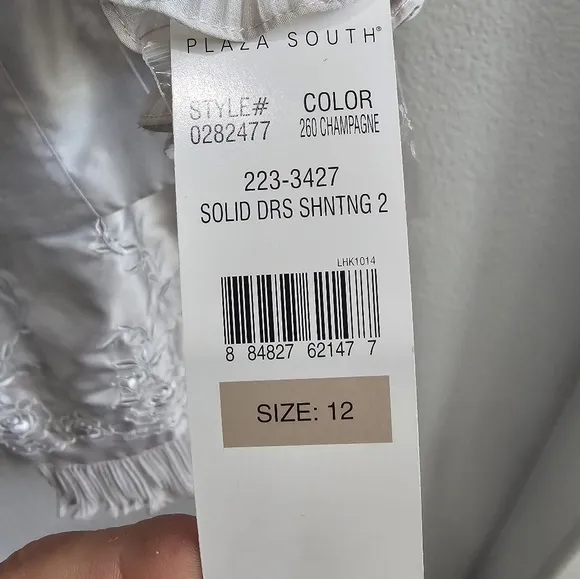 PLAZA SOUTH®
STYLE# COLOR
0282477 260 CHAMPAGNE
223-3427
SOLID DRS SHNTNG 2
LHK1014
8 84827 62147 7
SIZE: 12